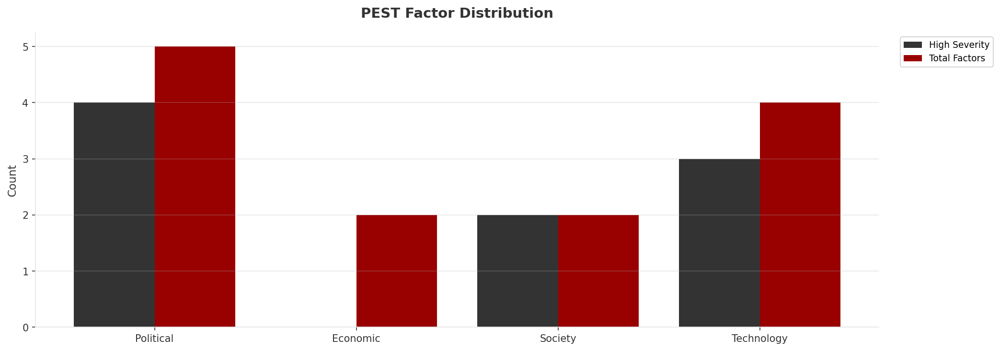 PEST Factor Distribution
High Severity
Total Factors
Count
5
4
3
2
1
0
Political
Economic
Society
Technology